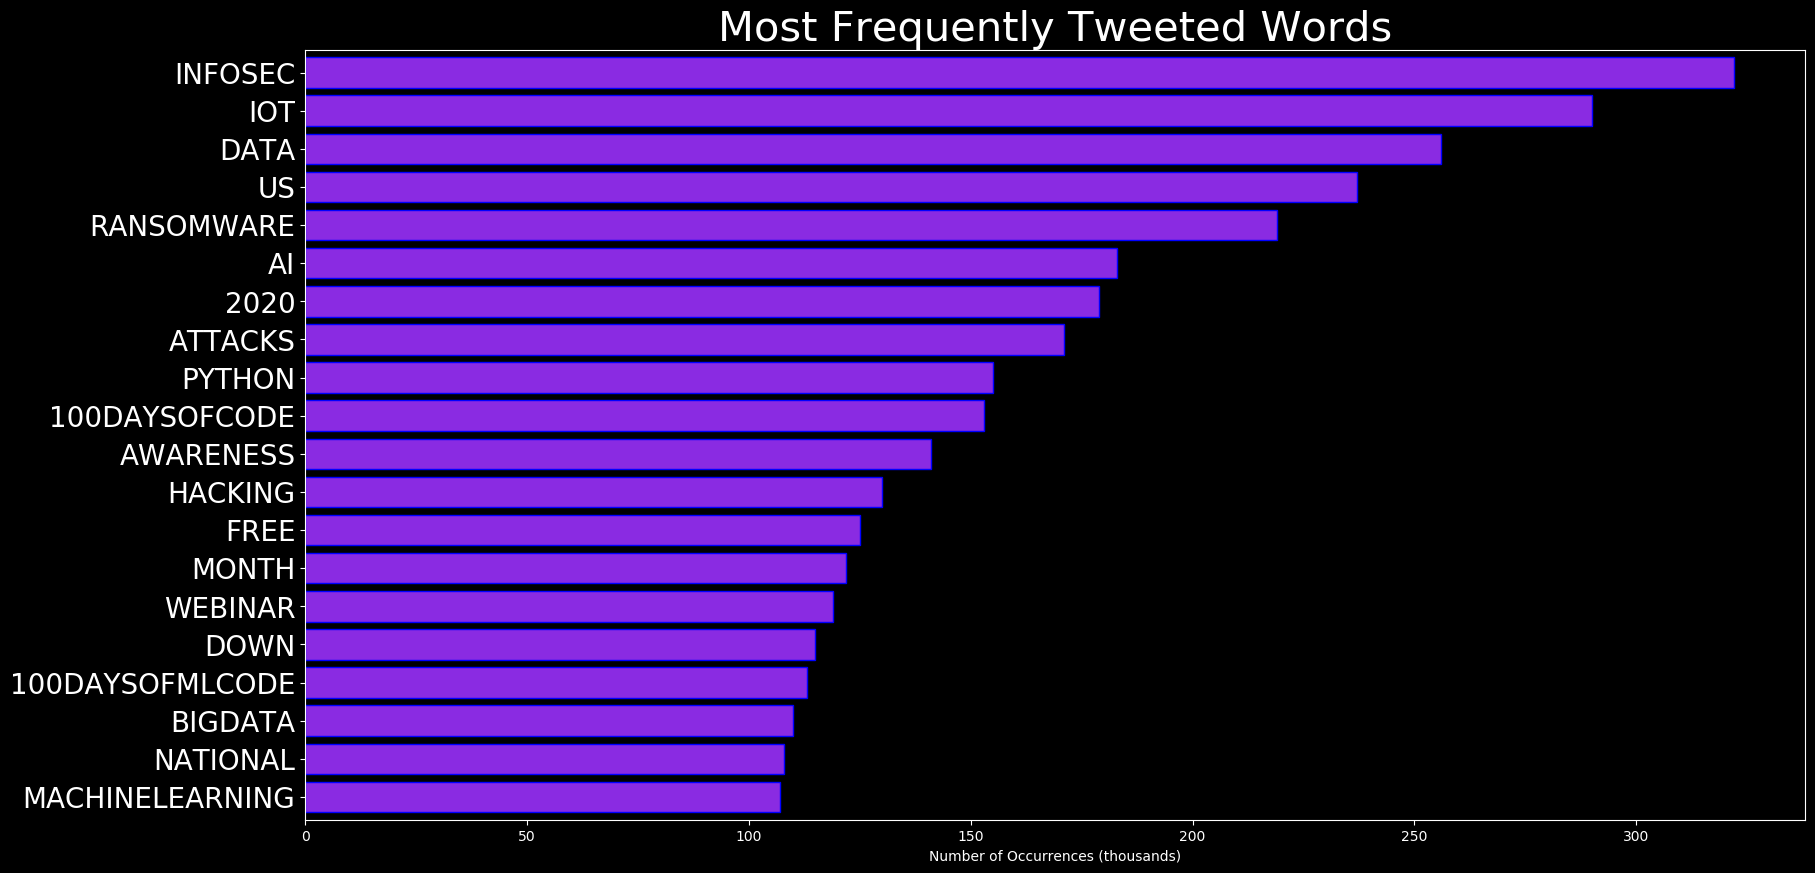 Most Frequently Tweeted Words
INFOSEC
IOT
DATA
US
RANSOMWARE
AI
2020
ATTACKS
PYTHON
100DAYSOFCODE
AWARENESS
HACKING
FREE
MONTH
WEBINAR
DOWN
100DAYSOFMLCODE
BIGDATA
NATIONAL
MACHINELEARNING
0 50 100 150 200 250 300
Number of Occurrences (thousands)